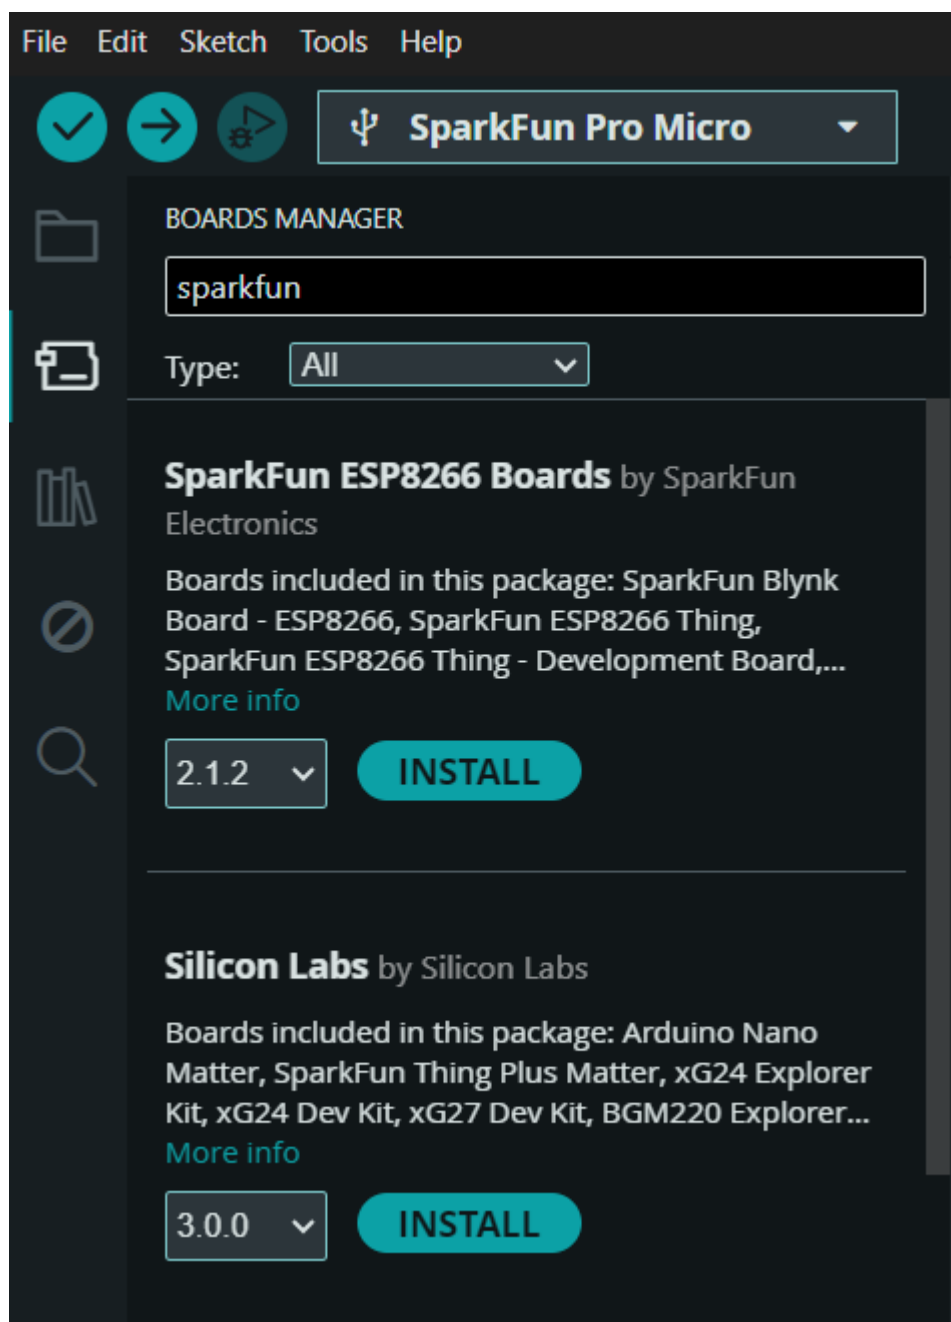 File Edit Sketch Tools Help
SparkFun Pro Micro
BOARDS MANAGER
sparkfun
Type: All
SparkFun ESP8266 Boards by SparkFun
Electronics
Boards included in this package: SparkFun Blynk
Board - ESP8266, SparkFun ESP8266 Thing,
SparkFun ESP8266 Thing - Development Board,...
More info
2.1.2 INSTALL
Silicon Labs by Silicon Labs
Boards included in this package: Arduino Nano
Matter, SparkFun Thing Plus Matter, xG24 Explorer
Kit, xG24 Dev Kit, xG27 Dev Kit, BGM220 Explorer...
More info
3.0.0 INSTALL